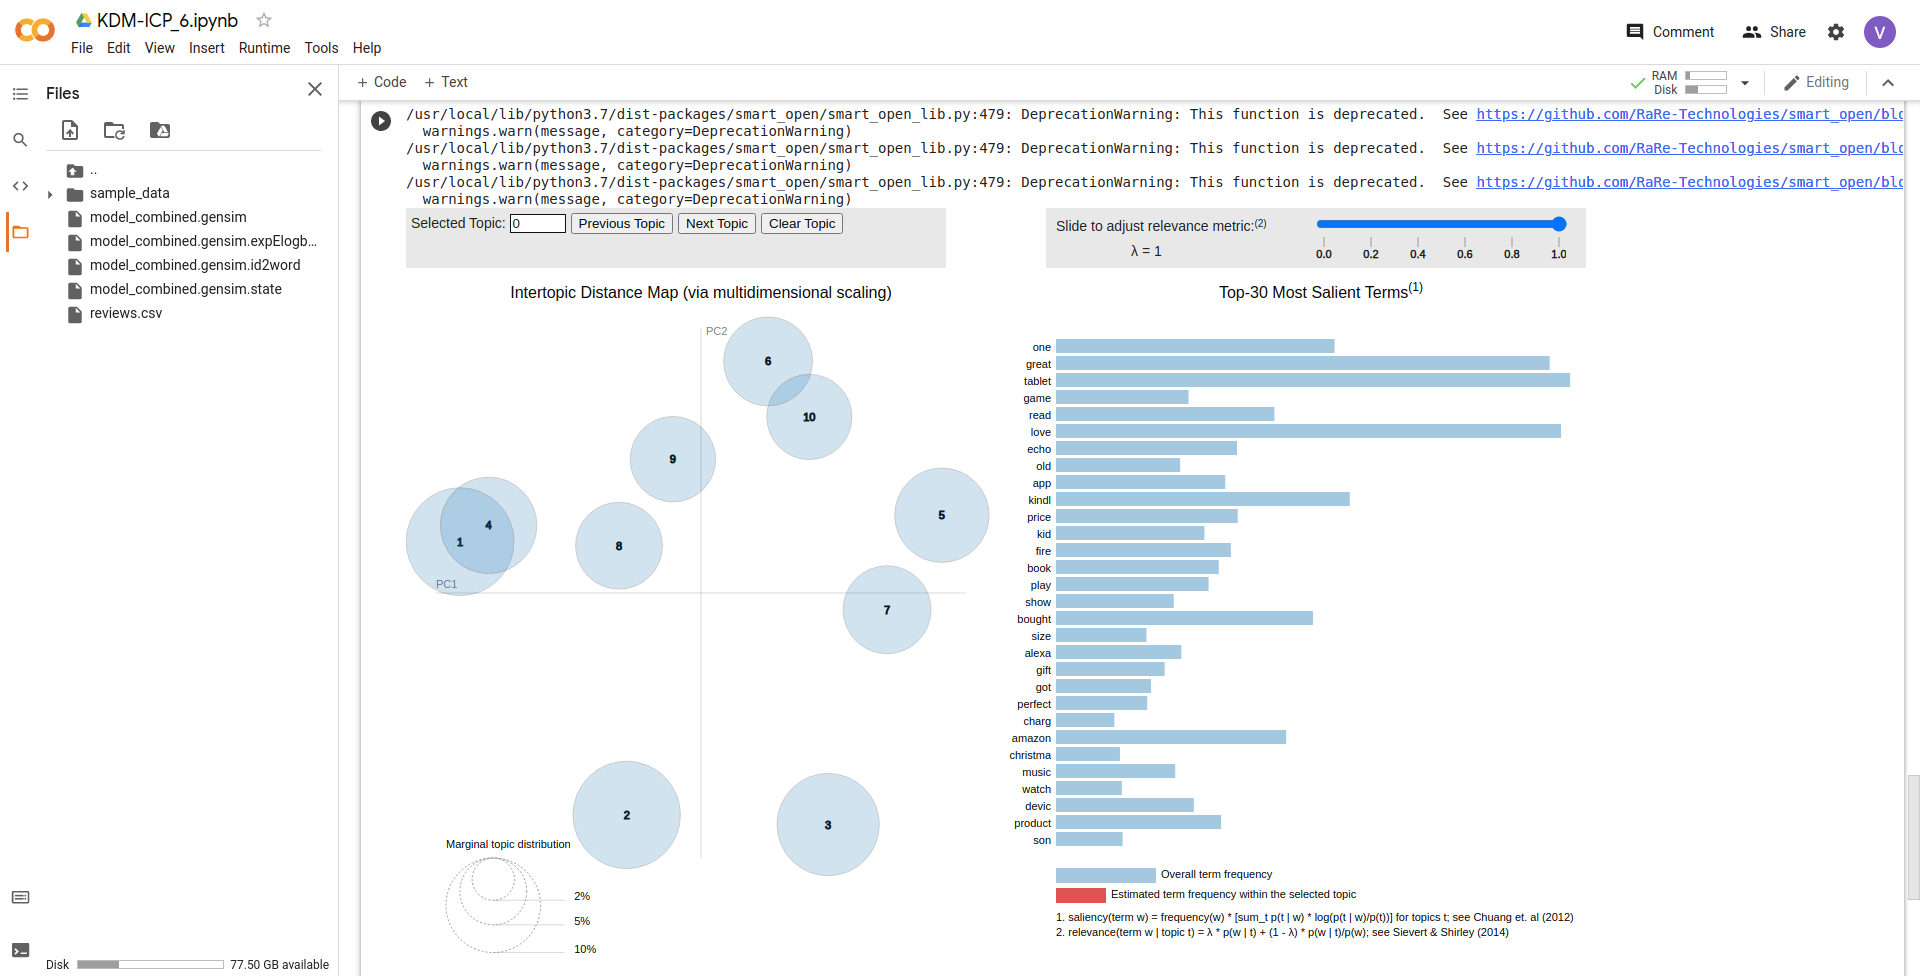 KDM-ICP_6.ipynb
File Edit View Insert Runtime Tools Help
Comment Share V
Files
+ Code + Text
RAM
Disk
Editing
..
sample_data
model_combined.gensim
model_combined.gensim.expElogb...
model_combined.gensim.id2word
model_combined.gensim.state
reviews.csv
Disk 77.50 GB available
/usr/local/lib/python3.7/dist-packages/smart_open/smart_open_lib.py:479: DeprecationWarning: This function is deprecated. See https://github.com/RaRe-Technologies/smart_open/blo
warnings.warn(message, category=DeprecationWarning)
/usr/local/lib/python3.7/dist-packages/smart_open/smart_open_lib.py:479: DeprecationWarning: This function is deprecated. See https://github.com/RaRe-Technologies/smart_open/blo
warnings.warn(message, category=DeprecationWarning)
/usr/local/lib/python3.7/dist-packages/smart_open/smart_open_lib.py:479: DeprecationWarning: This function is deprecated. See https://github.com/RaRe-Technologies/smart_open/blo
warnings.warn(message, category=DeprecationWarning)
Selected Topic: 0 Previous Topic Next Topic Clear Topic
Slide to adjust relevance metric:(2)
λ = 1
0.0 0.2 0.4 0.6 0.8 1.0
Intertopic Distance Map (via multidimensional scaling)
PC2
6
10
9
5
4
1
8
PC1
7
2
3
Marginal topic distribution
2%
5%
10%
Top-30 Most Salient Terms(1)
one
great
tablet
game
read
love
echo
old
app
kindl
price
kid
fire
book
play
show
bought
size
alexa
gift
got
perfect
charg
amazon
christma
music
watch
devic
product
son
Overall term frequency
Estimated term frequency within the selected topic
1. saliency(term w) = frequency(w) * [sum_t p(t | w) * log(p(t | w)/p(t))] for topics t; see Chuang et. al (2012)
2. relevance(term w | topic t) = λ * p(w | t) + (1 - λ) * p(w | t)/p(w); see Sievert & Shirley (2014)